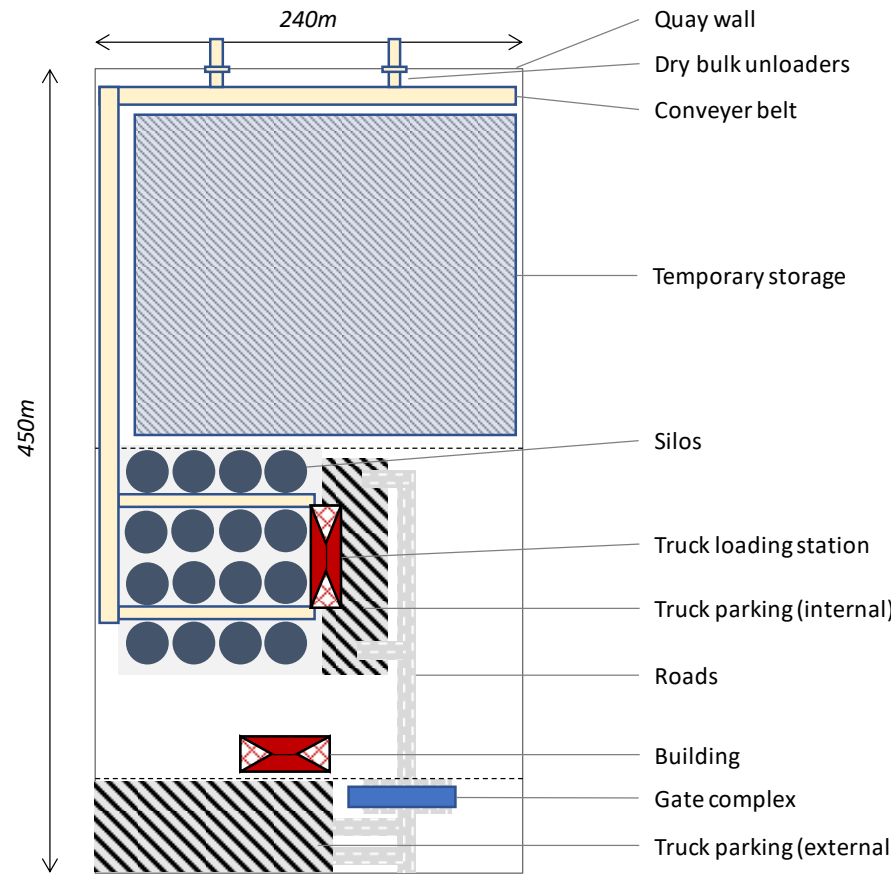 240m
Quay wall
Dry bulk unloaders
Conveyer belt
Temporary storage
450m
Silos
Truck loading station
Truck parking (internal)
Roads
Building
Gate complex
Truck parking (external